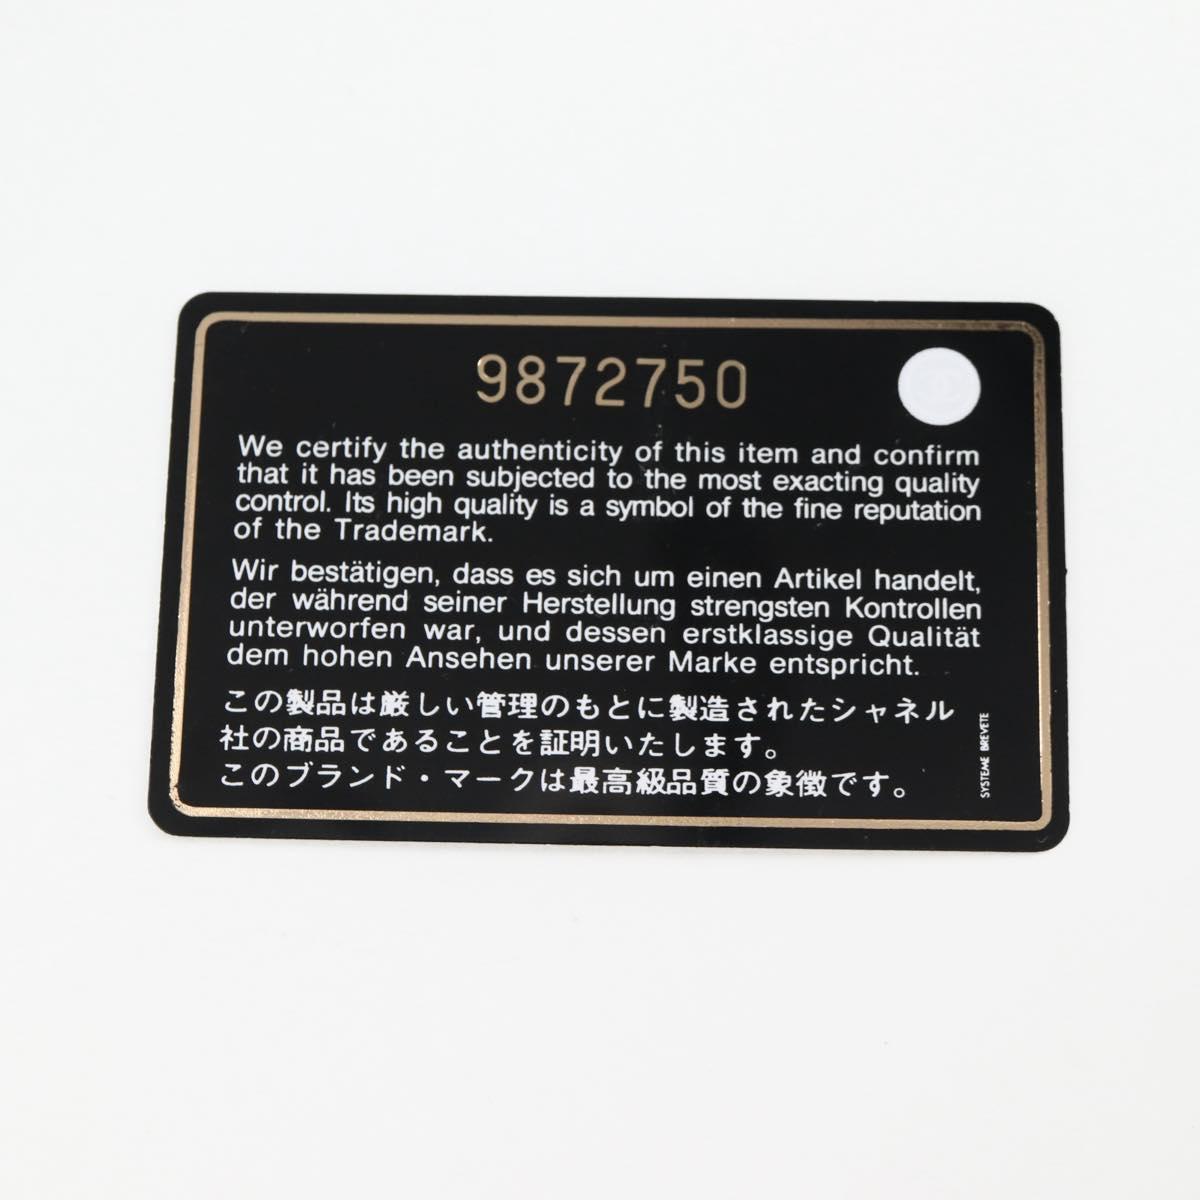 9872750
We certify the authenticity of this item and confirm
that it has been subjected to the most exacting quality
control. Its high quality is a symbol of the fine reputation
of the Trademark.
Wir bestätigen, dass es sich um einen Artikel handelt,
der während seiner Herstellung strengsten Kontrollen
unterworfen war, und dessen erstklassige Qualität
dem hohen Ansehen unserer Marke entspricht.
この製品は厳しい管理のもとに製造されたシャネル
社の商品であることを証明いたします。
このブランド・マークは最高級品質の象徴です。
SYSTEME BREVETE